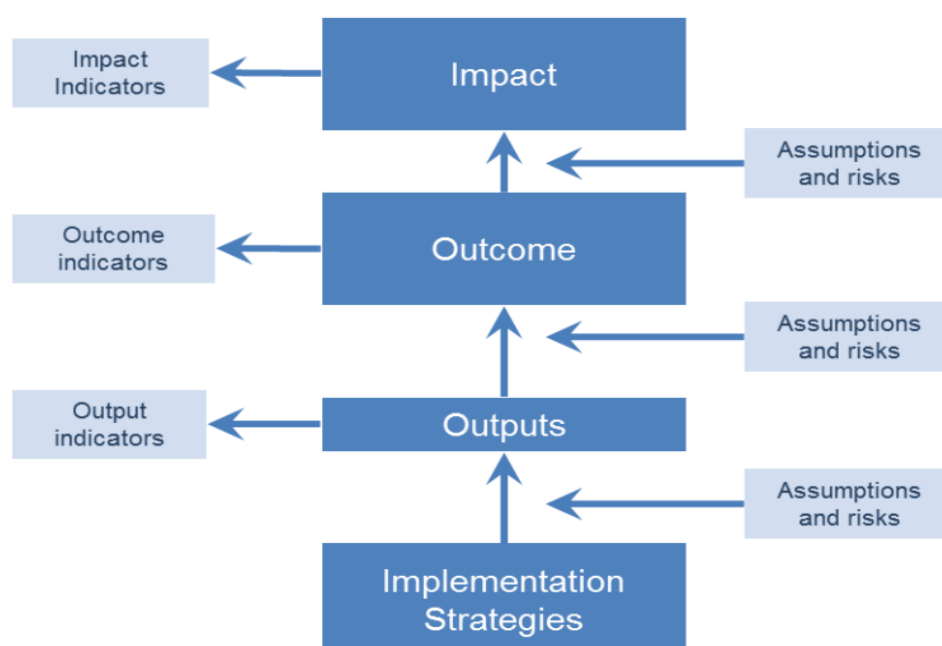 Impact
Indicators
Impact
Assumptions
and risks
Outcome
indicators
Outcome
Assumptions
and risks
Output
indicators
Outputs
Assumptions
and risks
Implementation
Strategies